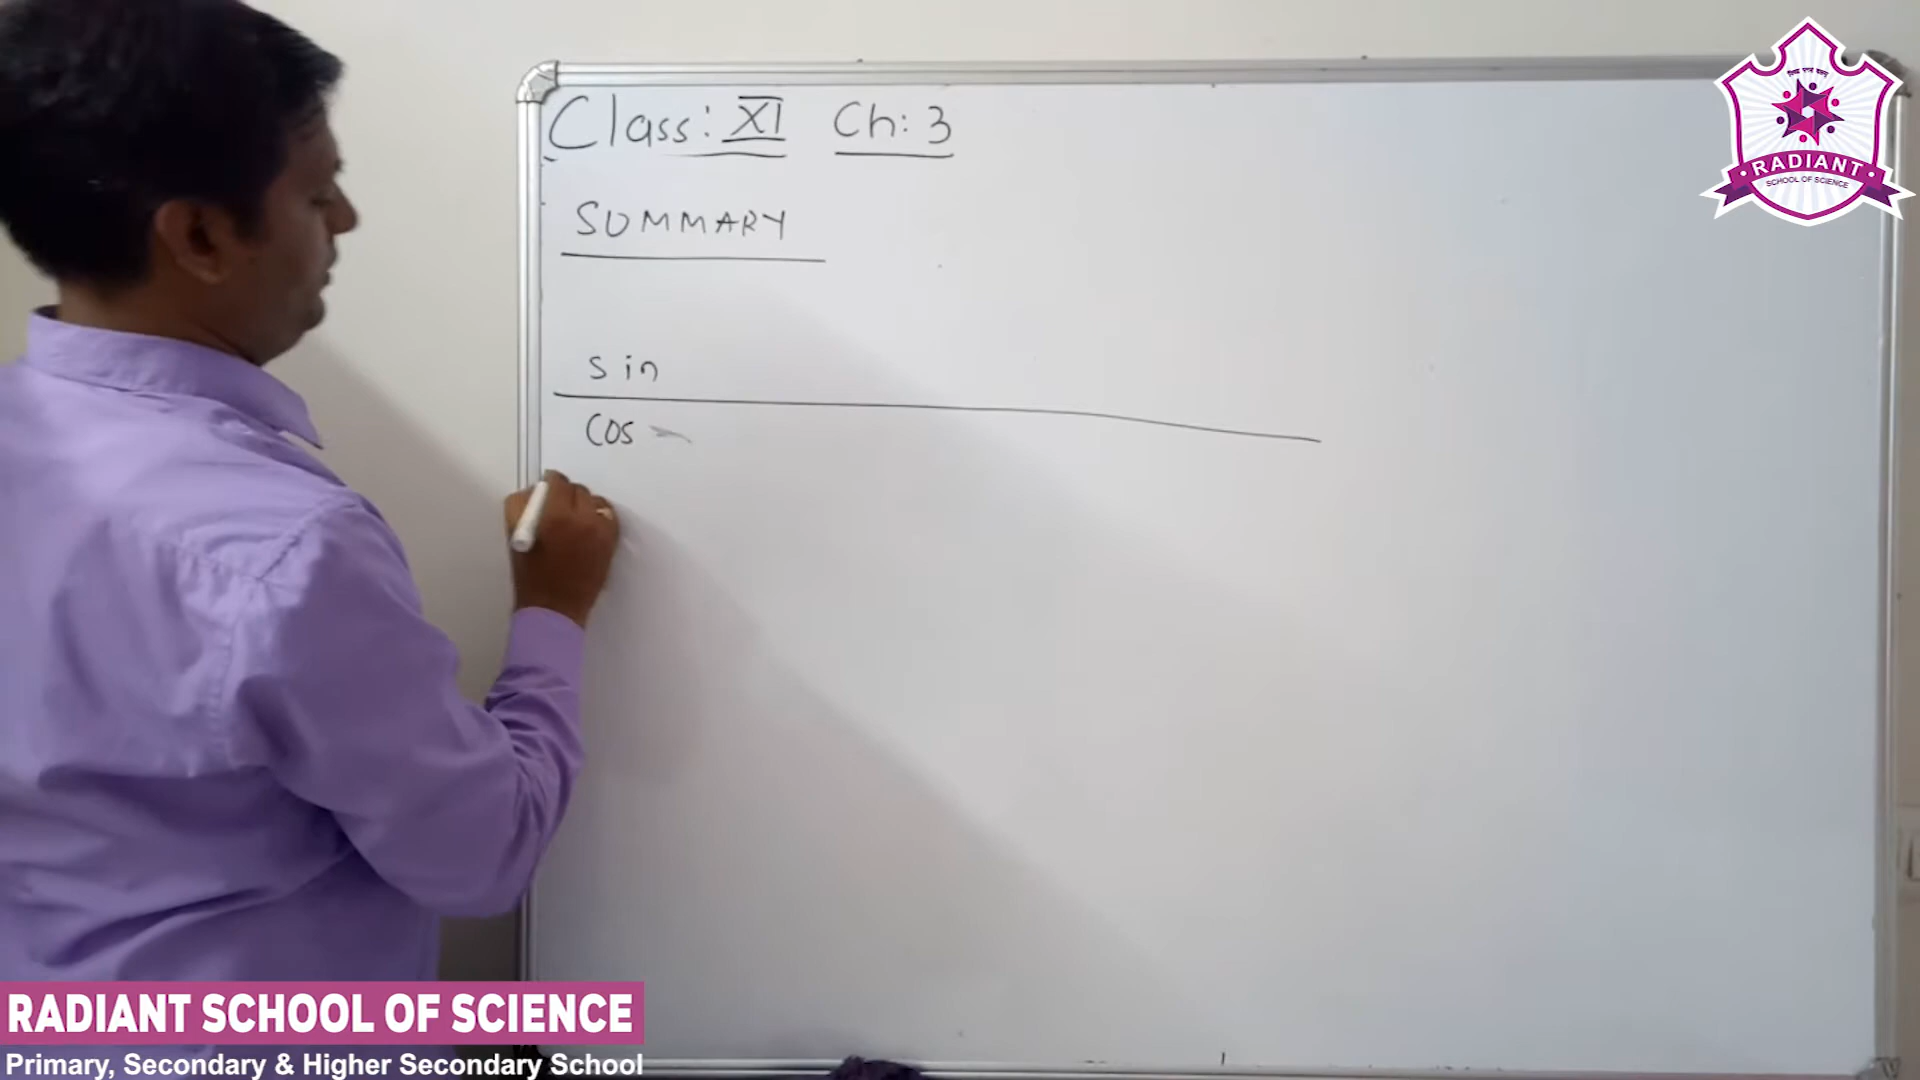 Class: XI Ch: 3
SUMMARY
sin
cos
RADIANT
SCHOOL OF SCIENCE
RADIANT SCHOOL OF SCIENCE
Primary, Secondary & Higher Secondary School